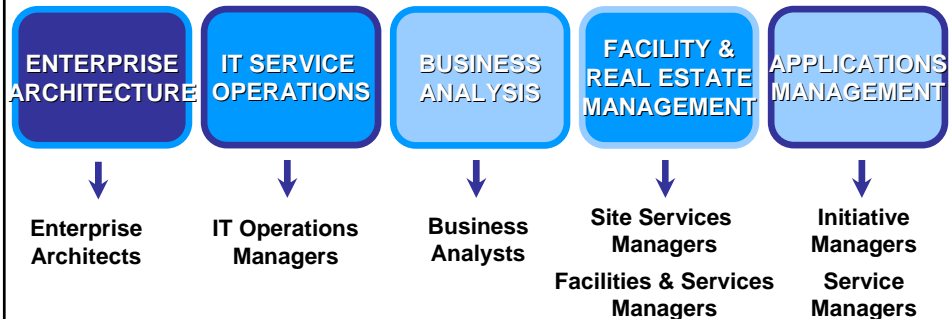 ENTERPRISE
ARCHITECTURE
IT SERVICE
OPERATIONS
BUSINESS
ANALYSIS
FACILITY &
REAL ESTATE
MANAGEMENT
APPLICATIONS
MANAGEMENT
Enterprise
Architects
IT Operations
Managers
Business
Analysts
Site Services
Managers
Facilities & Services
Managers
Initiative
Managers
Service
Managers